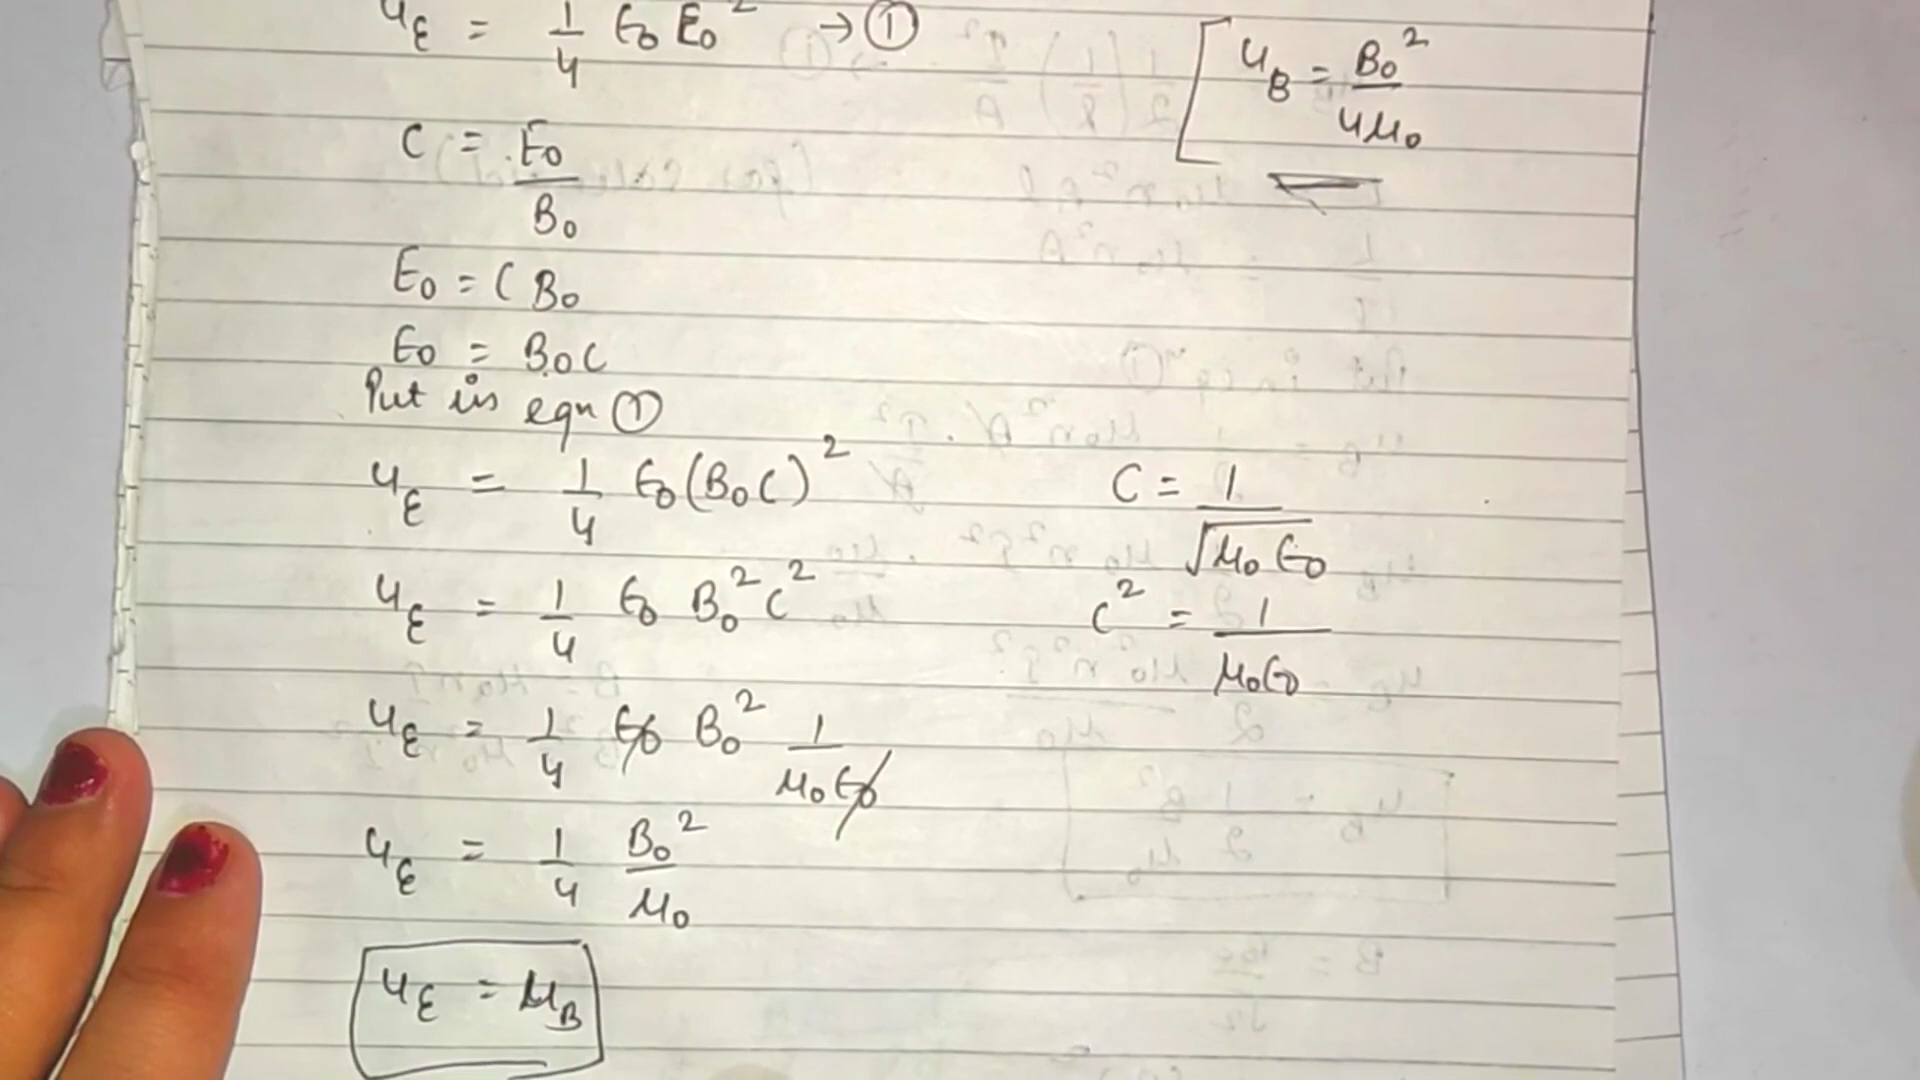 u_E = 1/4 ε₀ E₀² → ①
u_B = B₀²/4μ₀
C = E₀/B₀
E₀ = C B₀
E₀ = B₀C
Put in eqn ①
u_E = 1/4 ε₀(B₀C)²
C = 1/√μ₀ε₀
u_E = 1/4 ε₀ B₀²C²
C² = 1/μ₀ε₀
u_E = 1/4 ε₀ B₀² 1/μ₀ε₀
u_E = 1/4 B₀²/μ₀
u_E = u_B